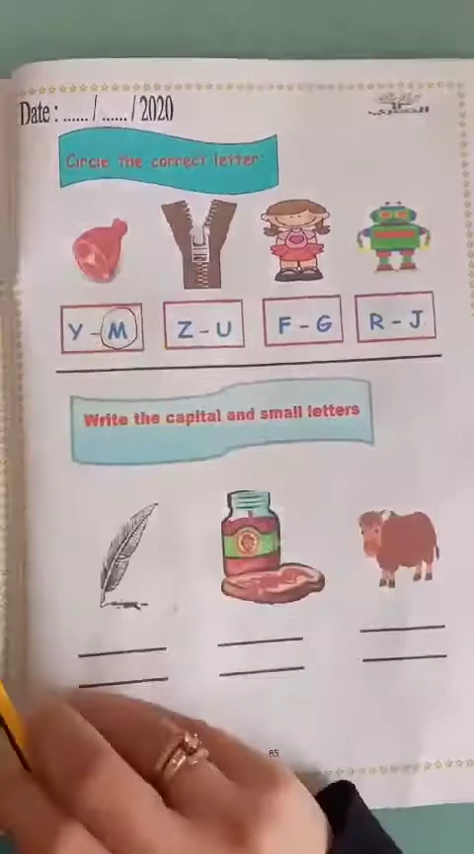 Date : ...... / ...... / 2020
Circle the correct letter:
Y - M Z - U F - G R - J
Write the capital and small letters
85